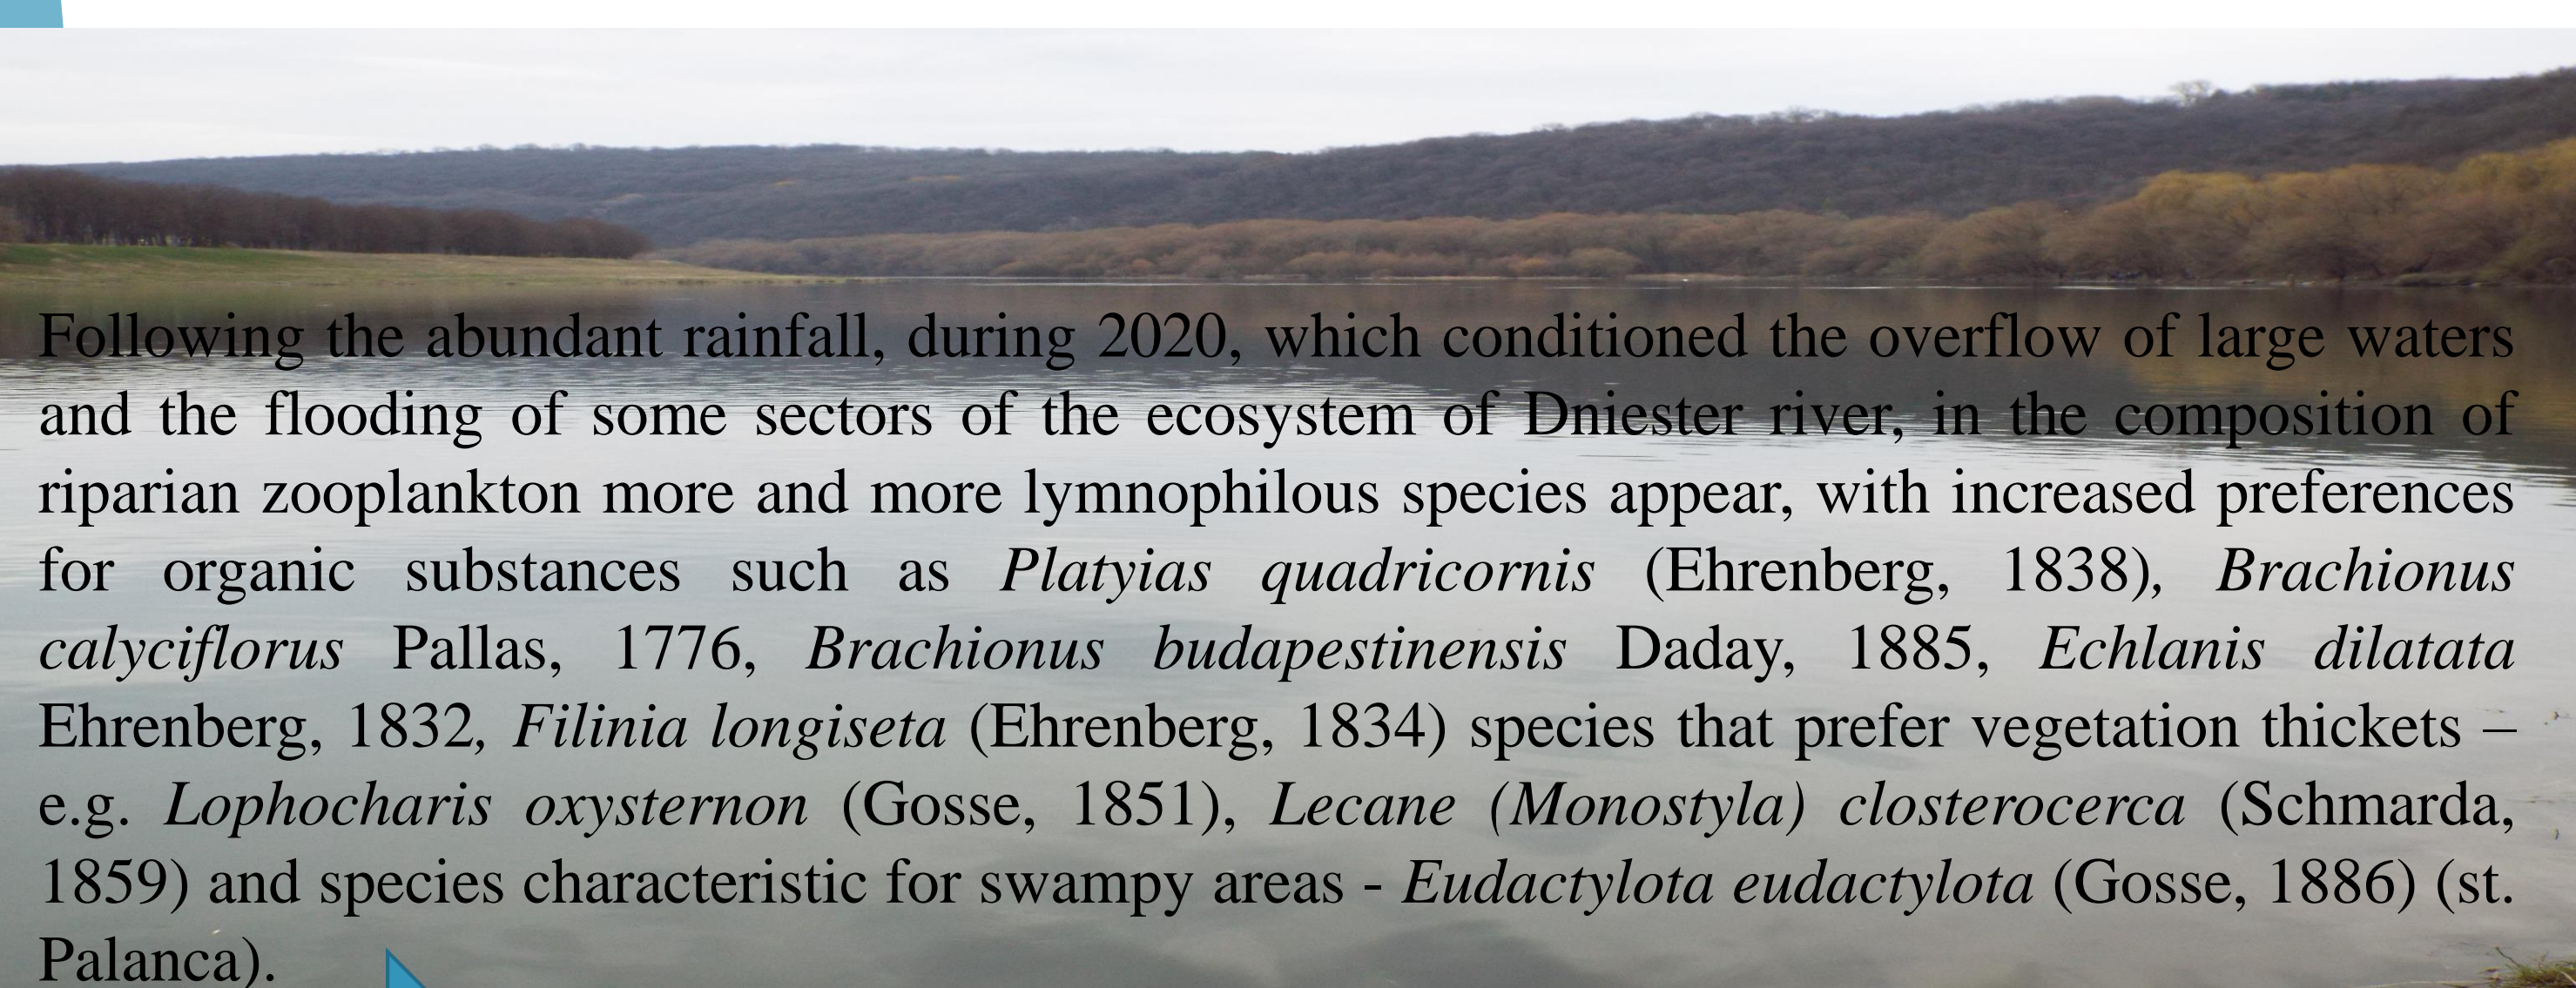 Following the abundant rainfall, during 2020, which conditioned the overflow of large waters
and the flooding of some sectors of the ecosystem of Dniester river, in the composition of
riparian zooplankton more and more lymnophilous species appear, with increased preferences
for organic substances such as Platyias quadricornis (Ehrenberg, 1838), Brachionus
calyciflorus Pallas, 1776, Brachionus budapestinensis Daday, 1885, Echlanis dilatata
Ehrenberg, 1832, Filinia longiseta (Ehrenberg, 1834) species that prefer vegetation thickets –
e.g. Lophocharis oxysternon (Gosse, 1851), Lecane (Monostyla) closterocerca (Schmarda,
1859) and species characteristic for swampy areas - Eudactylota eudactylota (Gosse, 1886) (st.
Palanca).